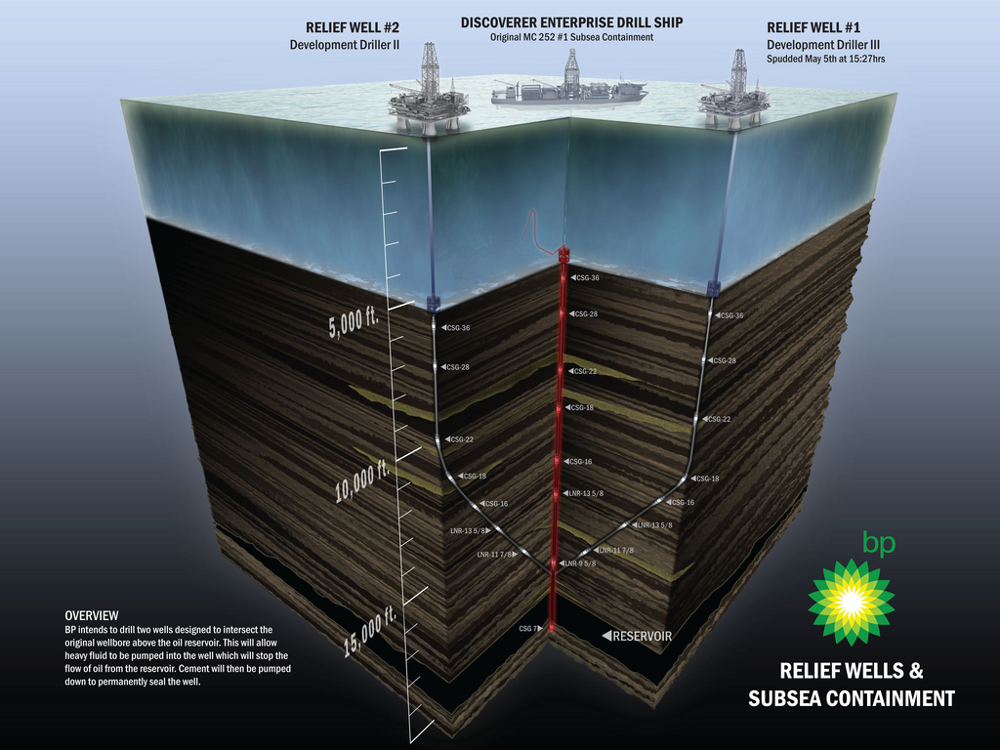 RELIEF WELL #2
Development Driller II
DISCOVERER ENTERPRISE DRILL SHIP
Original MC 252 #1 Subsea Containment
RELIEF WELL #1
Development Driller III
Spudded May 5th at 15:27hrs
CSG-36
CSG-28
CSG-22
CSG-18
CSG-16
LNR-13 5/8
LNR-9 5/8
CSG 7
5,000 ft.
10,000 ft.
15,000 ft.
CSG-36
CSG-28
CSG-22
CSG-18
CSG-16
LNR-13 5/8
LNR-11 7/8
CSG-36
CSG-28
CSG-22
CSG-18
CSG-16
LNR-13 5/8
LNR-11 7/8
RESERVOIR
OVERVIEW
BP intends to drill two wells designed to intersect the
original wellbore above the oil reservoir. This will allow
heavy fluid to be pumped into the well which will stop the
flow of oil from the reservoir. Cement will then be pumped
down to permanently seal the well.
bp
RELIEF WELLS &
SUBSEA CONTAINMENT